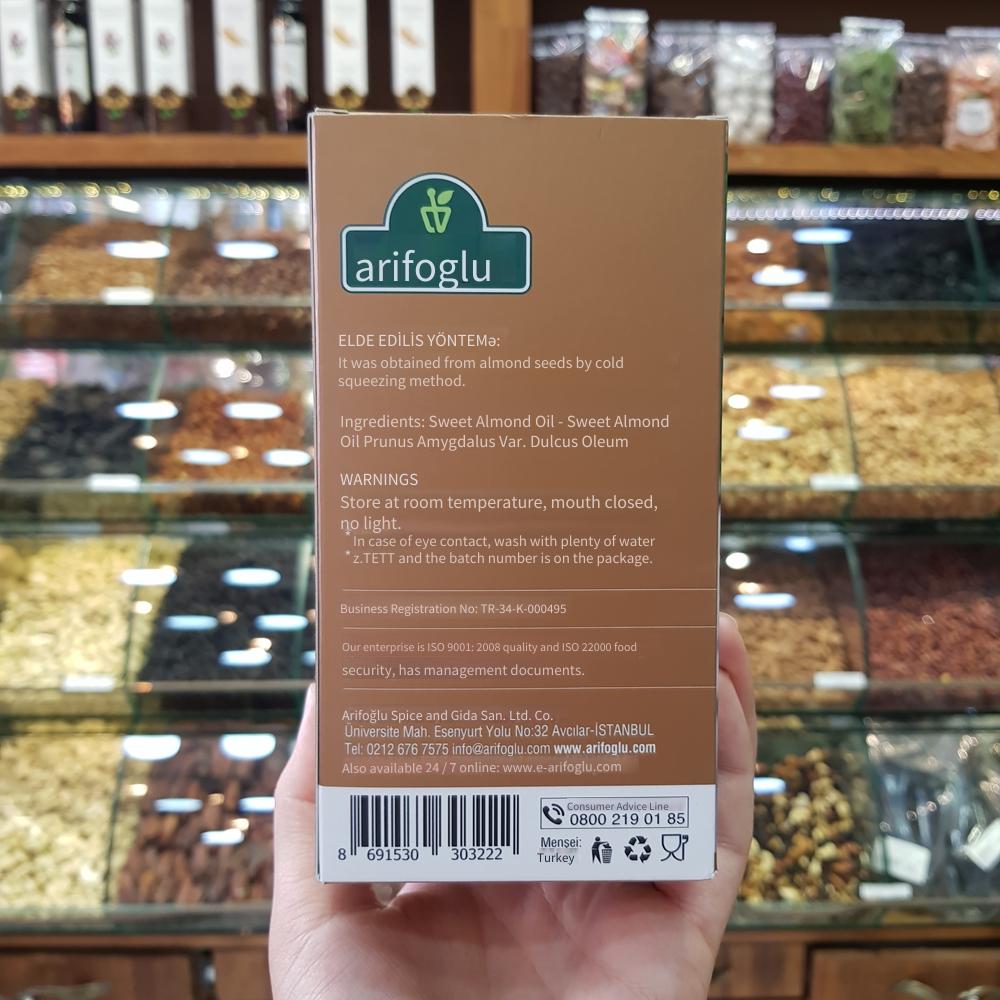 arifoglu
ELDE EDİLİS YÖNTEMə:
It was obtained from almond seeds by cold
squeezing method.
Ingredients: Sweet Almond Oil - Sweet Almond
Oil Prunus Amygdalus Var. Dulcus Oleum
WARNINGS
Store at room temperature, mouth closed,
no light.
* In case of eye contact, wash with plenty of water
* z.TETT and the batch number is on the package.
Business Registration No: TR-34-K-000495
Our enterprise is ISO 9001: 2008 quality and ISO 22000 food
security, has management documents.
Arifoğlu Spice and Gida San. Ltd. Co.
Üniversite Mah. Esenyurt Yolu No:32 Avcılar-İSTANBUL
Tel: 0212 676 7575 info@arifoglu.com www.arifoglu.com
Also available 24 / 7 online: www.e-arifoglu.com
Consumer Advice Line
0800 219 01 85
Menşei:
Turkey
8 691530 303222